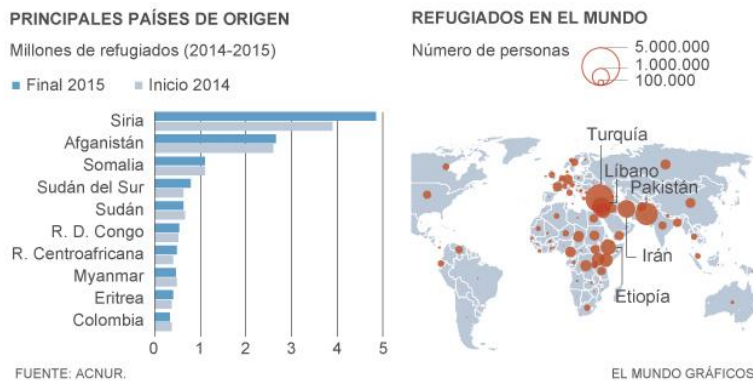 PRINCIPALES PAÍSES DE ORIGEN
Millones de refugiados (2014-2015)
Final 2015
Inicio 2014
Siria
Afganistán
Somalia
Sudán del Sur
Sudán
R. D. Congo
R. Centroafricana
Myanmar
Eritrea
Colombia
0 1 2 3 4 5
FUENTE: ACNUR.
REFUGIADOS EN EL MUNDO
Número de personas
5.000.000
1.000.000
100.000
Turquía
Líbano
Pakistán
Irán
Etiopía
EL MUNDO GRÁFICOS